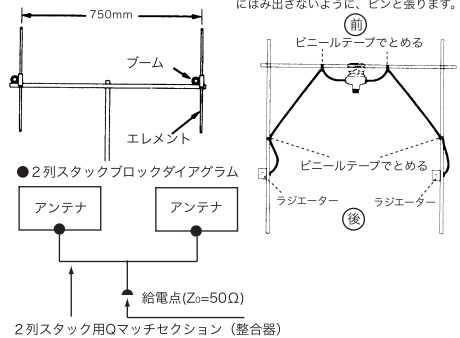 にはみ出さないように、ピンと張ります。
750mm
ブーム
エレメント
前
ビニールテープでとめる
ビニールテープでとめる
ラジエーター
ラジエーター
後
●2列スタックブロックダイアグラム
アンテナ
アンテナ
給電点(Z₀=50Ω)
2列スタック用Qマッチセクション（整合器）